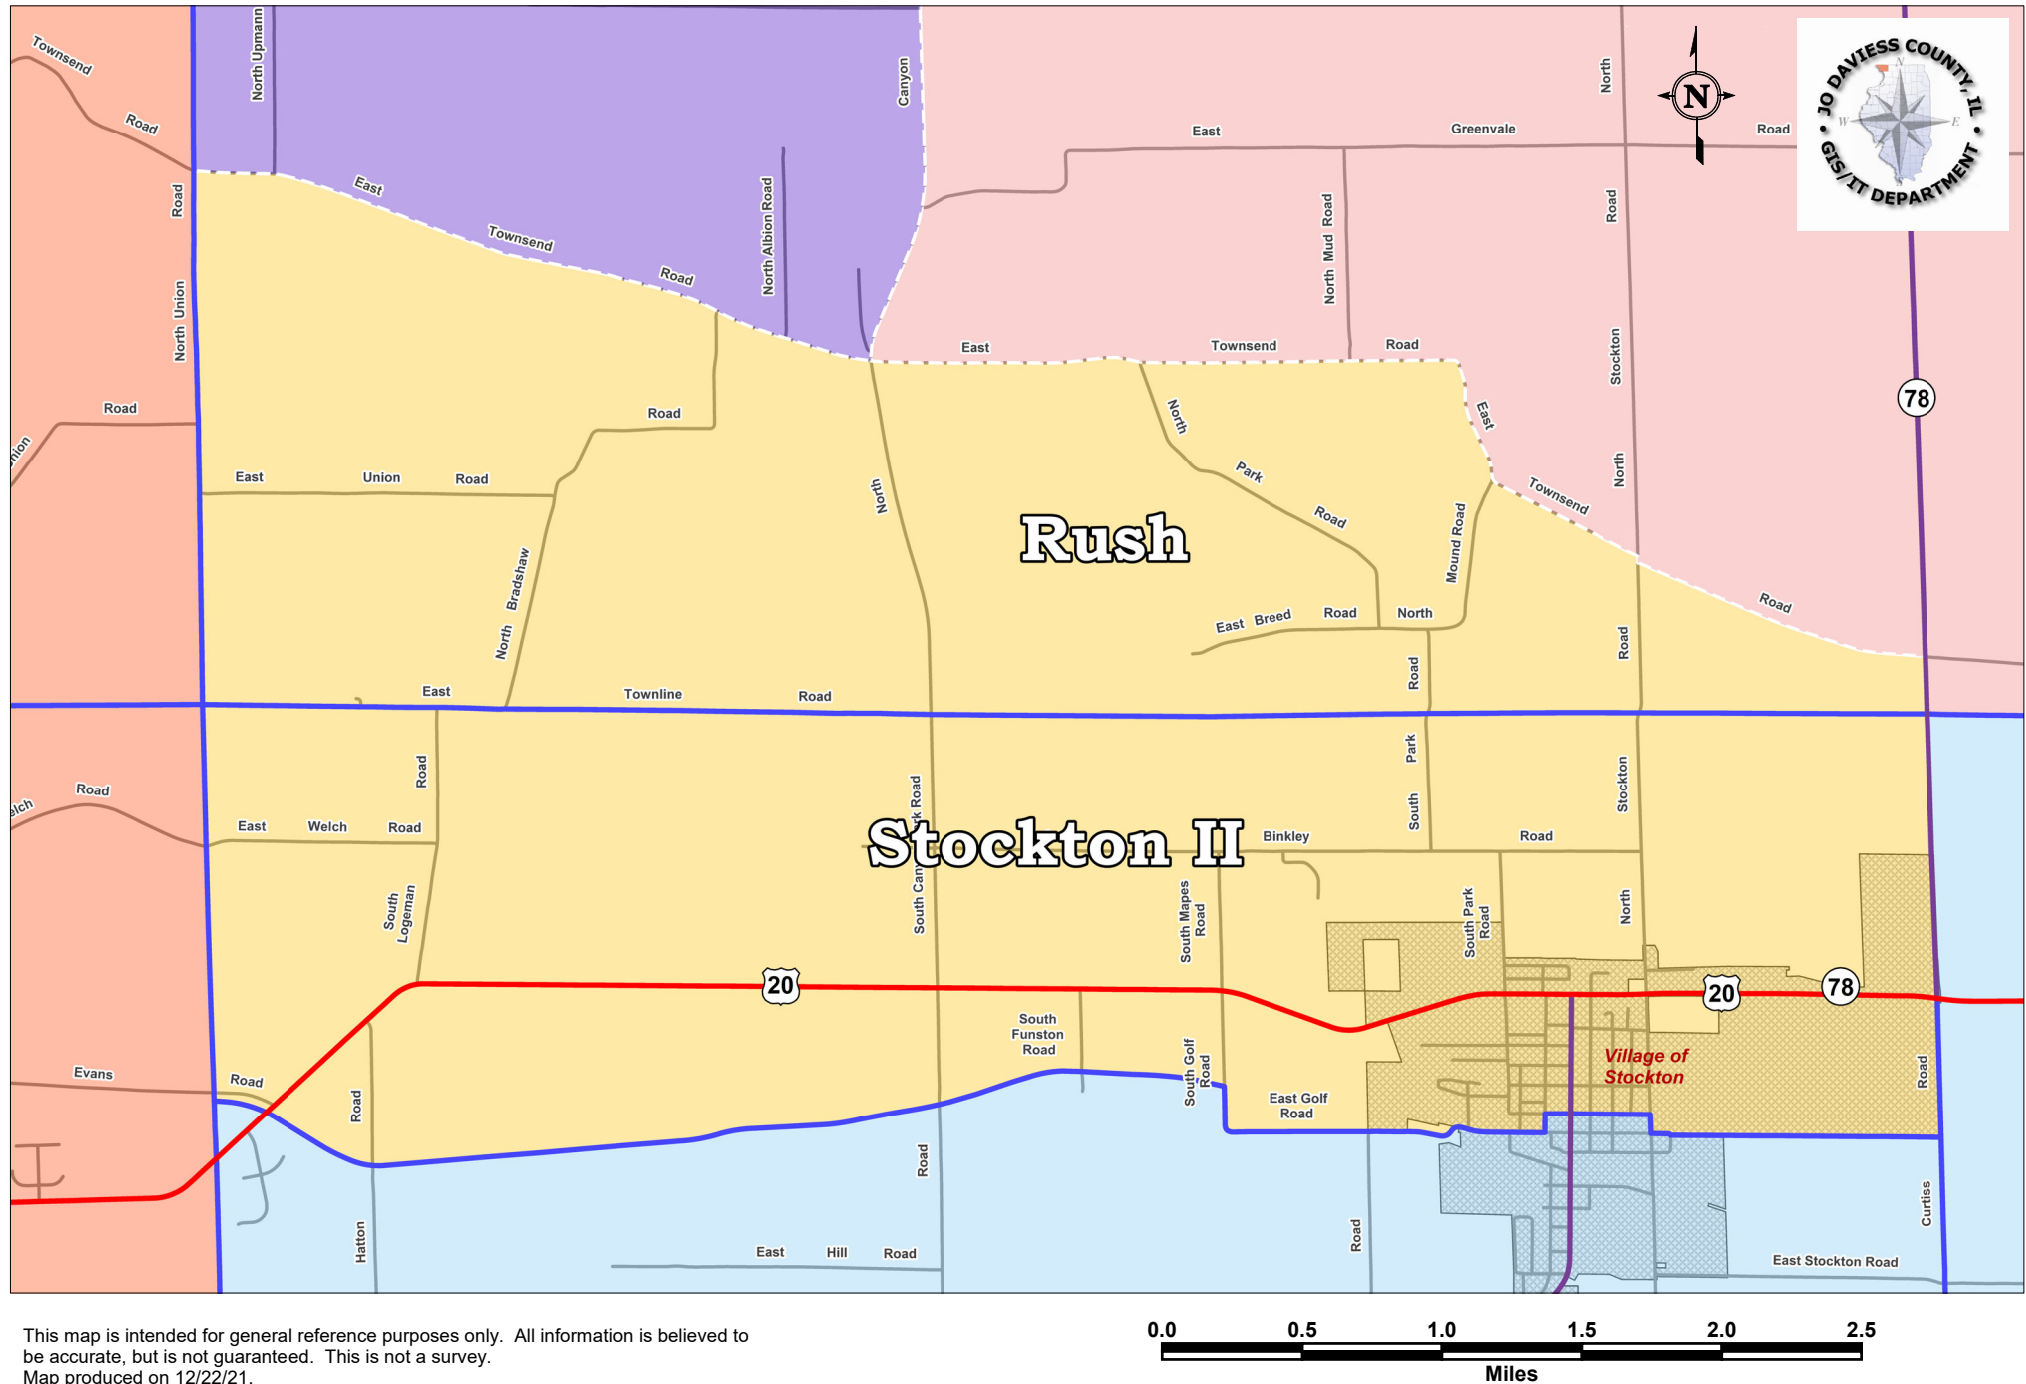 Townsend
Road
North Upmann
Canyon
North
East
Greenvale
Road
N
JO DAVIESS COUNTY, IL
N
W
E
GIS/IT DEPARTMENT
Road
East
Townsend
Road
North Albion Road
North Mud Road
Road
North Union
East
Townsend
Road
Stockton
78
Road
Road
East
North
North
Park
Road
East
Union
Road
North
North
Townsend
Road
Rush
Mound Road
North Bradshaw
East Breed
Road
North
Road
Road
East
Townline
Road
Road
Road
Park
South
Stockton
East
Welch
Road
South Logeman
Stockton II
Binkley
Road
South Mapes
Road
South Park
Road
North
20
20
78
South
Funston
Road
South Golf
Road
East Golf
Road
Village of
Stockton
Road
Evans
Road
Road
Hatton
Road
East
Hill
Road
Road
Curtiss
East Stockton Road
This map is intended for general reference purposes only. All information is believed to
be accurate, but is not guaranteed. This is not a survey.
Map produced on 12/22/21.
0.0 0.5 1.0 1.5 2.0 2.5
Miles